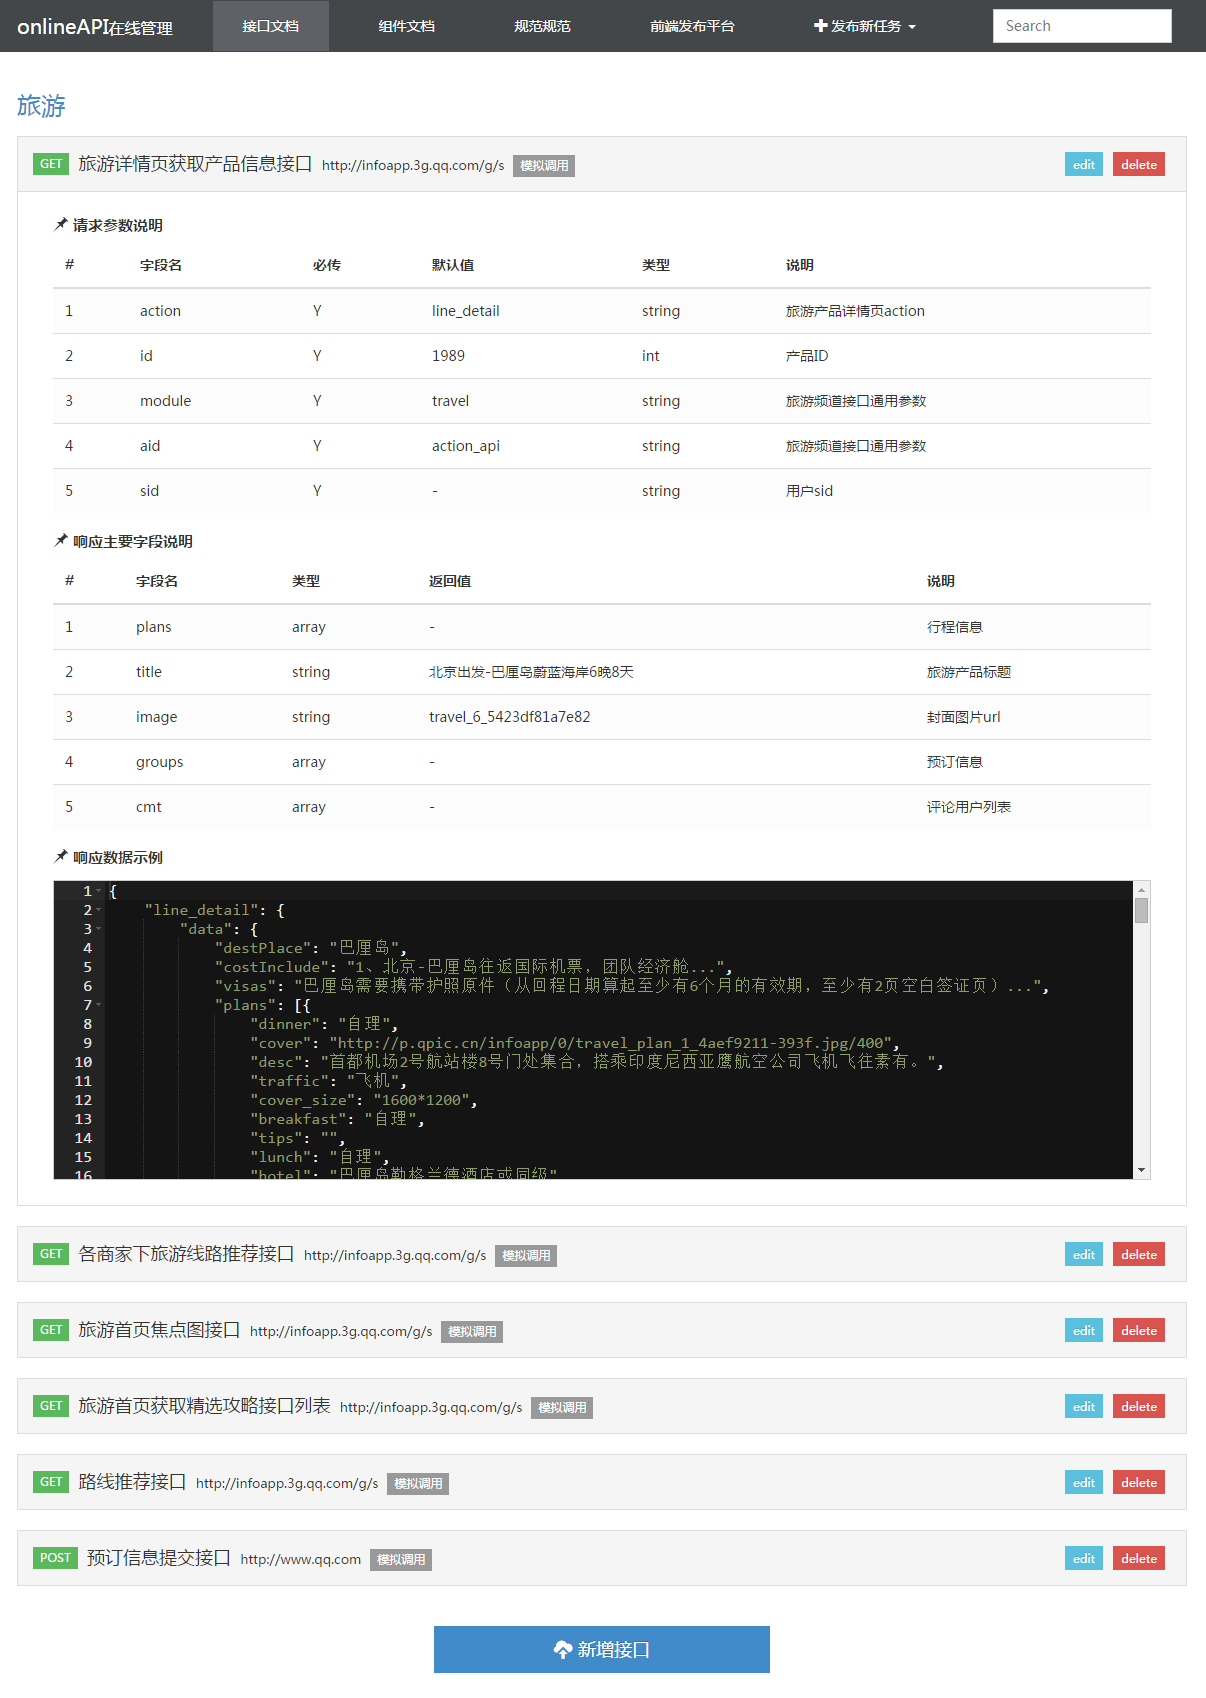 onlineAPI在线管理 接口文档 组件文档 规范规范 前端发布平台 发布新任务 Search
旅游
GET 旅游详情页获取产品信息接口 http://infoapp.3g.qq.com/g/s 模拟调用 edit delete
请求参数说明
# 字段名 必传 默认值 类型 说明
1 action Y line_detail string 旅游产品详情页action
2 id Y 1989 int 产品ID
3 module Y travel string 旅游频道接口通用参数
4 aid Y action_api string 旅游频道接口通用参数
5 sid Y - string 用户sid
响应主要字段说明
# 字段名 类型 返回值 说明
1 plans array - 行程信息
2 title string 北京出发-巴厘岛蔚蓝海岸6晚8天 旅游产品标题
3 image string travel_6_5423df81a7e82 封面图片url
4 groups array - 预订信息
5 cmt array - 评论用户列表
响应数据示例
1 {
2 "line_detail": {
3 "data": {
4 "destPlace": "巴厘岛",
5 "costInclude": "1、北京-巴厘岛往返国际机票，团队经济舱...",
6 "visas": "巴厘岛需要携带护照原件（从回程日期算起至少有6个月的有效期，至少有2页空白签证页）...",
7 "plans": [{
8 "dinner": "自理",
9 "cover": "http://p.qpic.cn/infoapp/0/travel_plan_1_4aef9211-393f.jpg/400",
10 "desc": "首都机场2号航站楼8号门处集合，搭乘印度尼西亚鹰航空公司飞机飞往素有。",
11 "traffic": "飞机",
12 "cover_size": "1600*1200",
13 "breakfast": "自理",
14 "tips": "",
15 "lunch": "自理",
16 "hotel": "巴厘岛勒格兰德酒店或同级"
GET 各商家下旅游线路推荐接口 http://infoapp.3g.qq.com/g/s 模拟调用 edit delete
GET 旅游首页焦点图接口 http://infoapp.3g.qq.com/g/s 模拟调用 edit delete
GET 旅游首页获取精选攻略接口列表 http://infoapp.3g.qq.com/g/s 模拟调用 edit delete
GET 路线推荐接口 http://infoapp.3g.qq.com/g/s 模拟调用 edit delete
POST 预订信息提交接口 http://www.qq.com 模拟调用 edit delete
新增接口